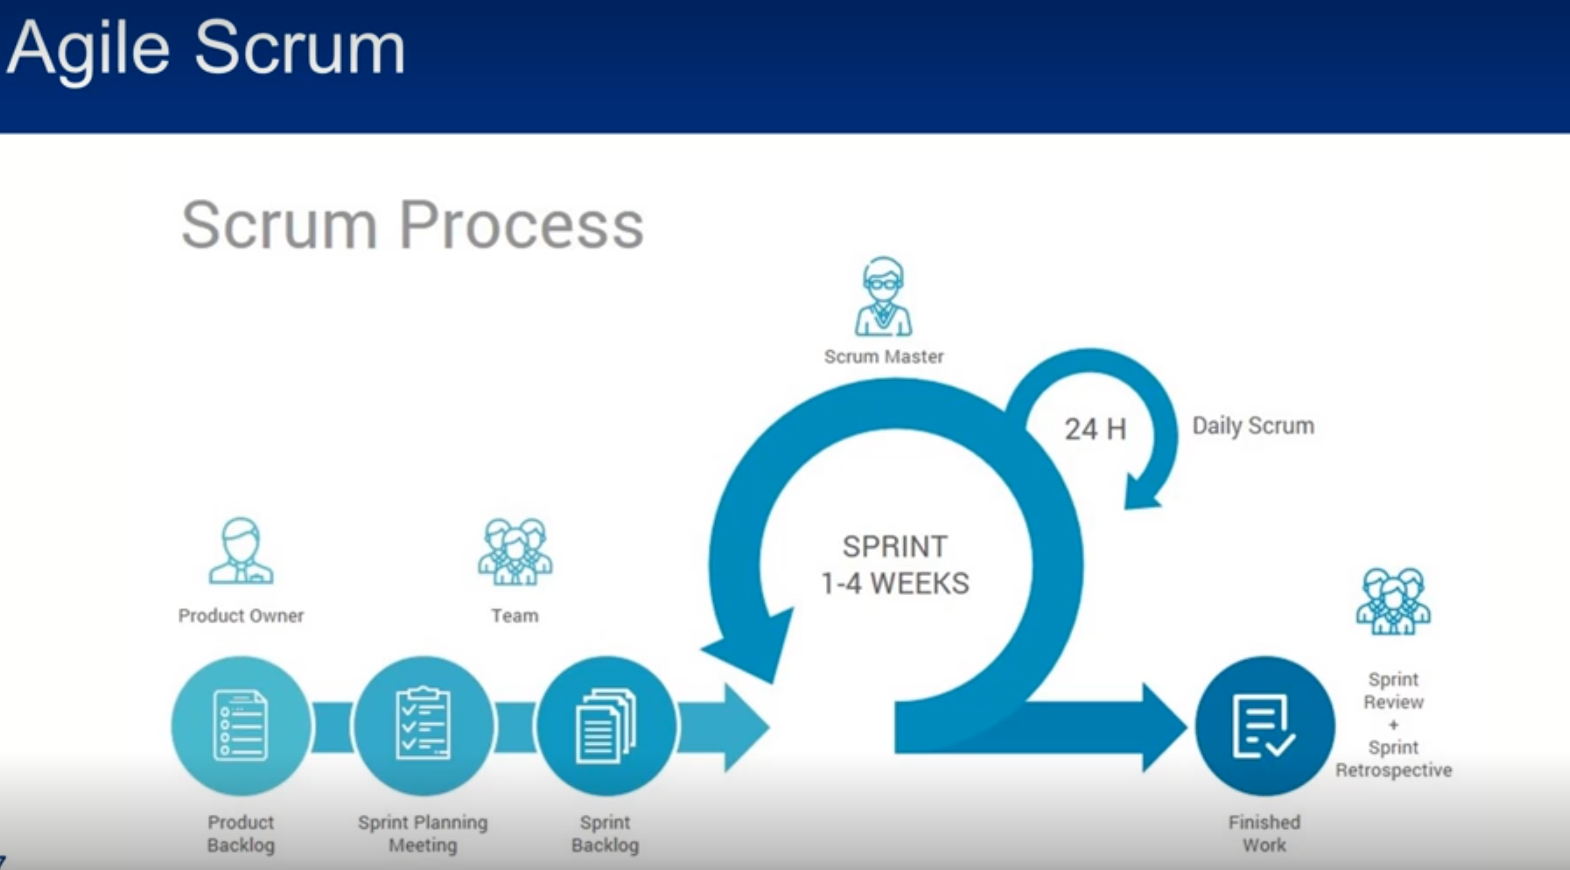 Agile Scrum
Scrum Process
Scrum Master
24 H
Daily Scrum
SPRINT
1-4 WEEKS
Product Owner
Team
Sprint
Review
+
Sprint
Retrospective
Product
Backlog
Sprint Planning
Meeting
Sprint
Backlog
Finished
Work